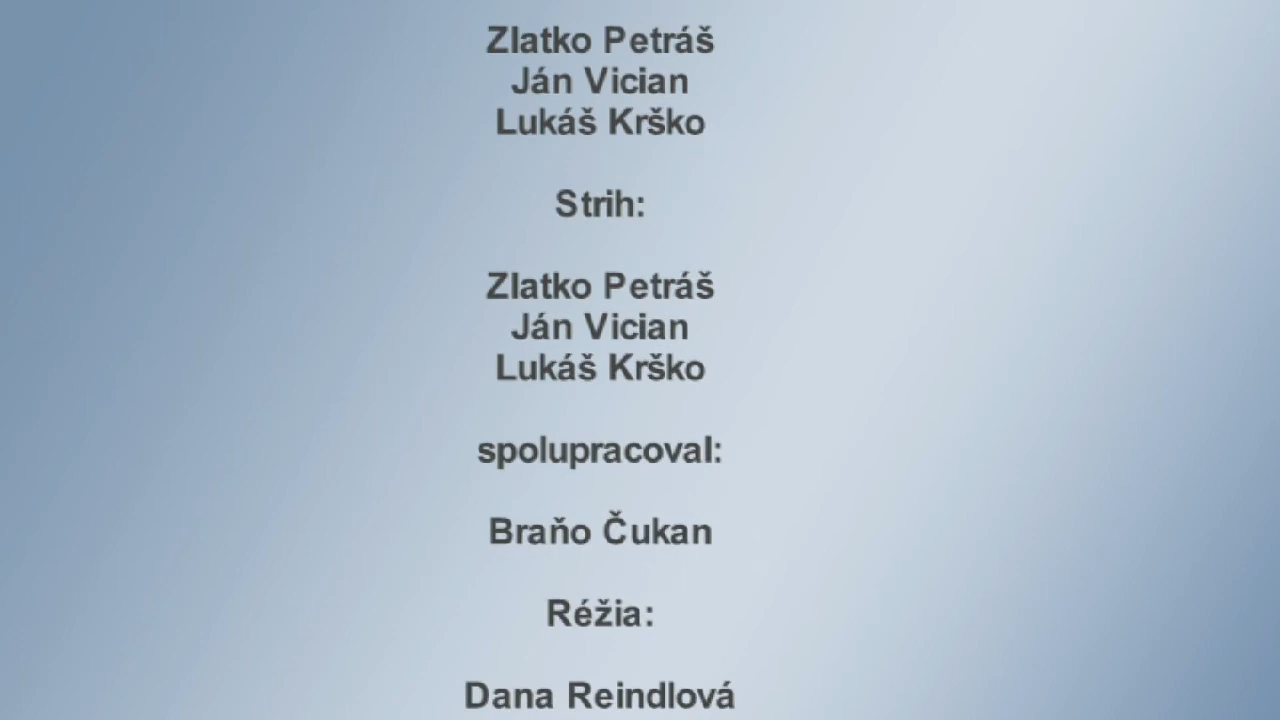 Zlatko Petráš
Ján Vician
Lukáš Krško
Strih:
Zlatko Petráš
Ján Vician
Lukáš Krško
spolupracoval:
Braňo Čukan
Réžia:
Dana Reindlová